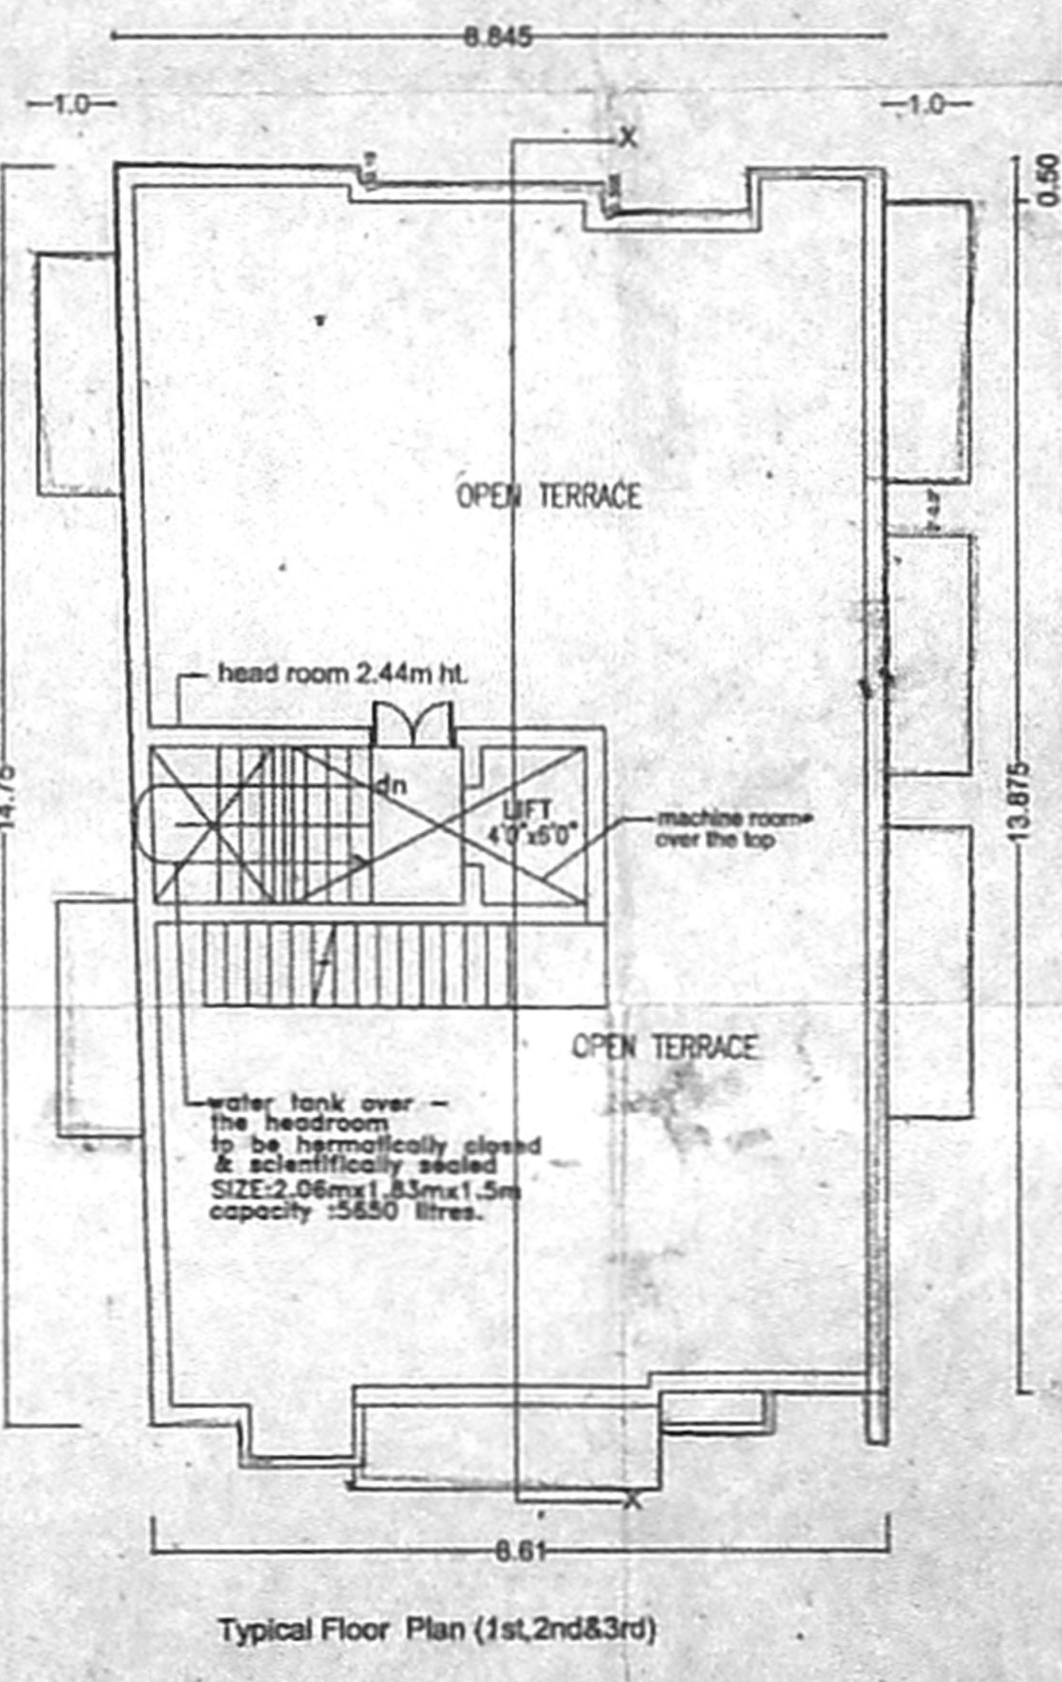 8.845
1.0
1.0
X
0.50
OPEN TERRACE
head room 2.44m ht.
dn
LIFT
4'0"x5'0"
machine room
over the top
14.75
13.875
OPEN TERRACE
water tank over
the headroom
to be hermatically closed
& scientifically sealed
SIZE:2.06mx1.83mx1.5m
capacity :5650 litres.
X
8.61
Typical Floor Plan (1st,2nd&3rd)